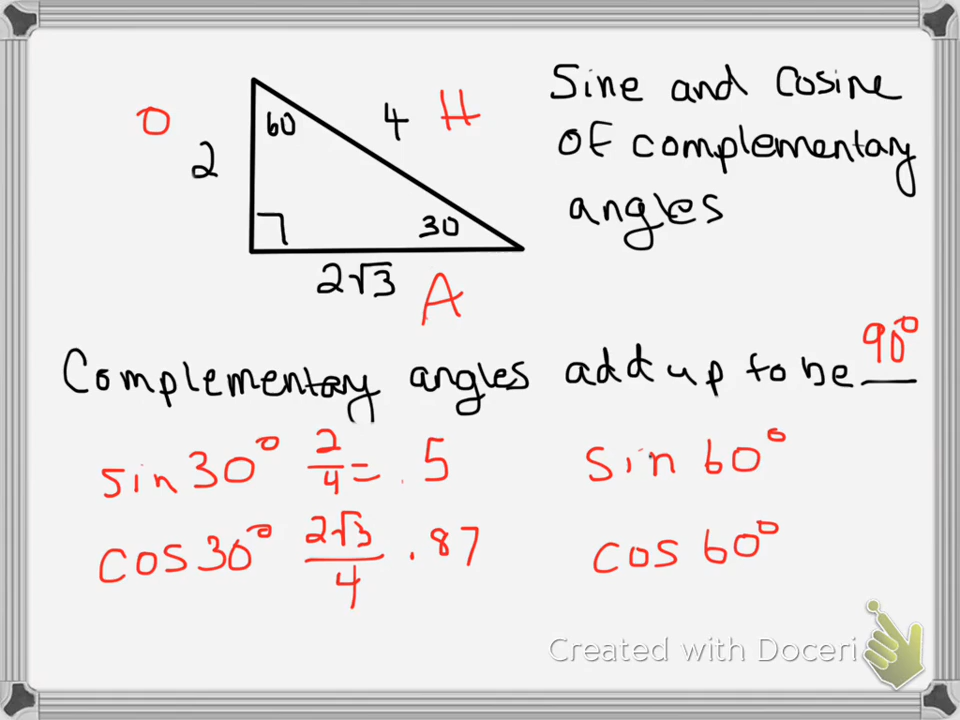 Sine and Cosine
of complementary
angles
O
2
60
4 H
30
2√3
A
Complementary angles add up to be 90°
sin 30° 2/4 = .5
sin 60°
cos 30° 2√3/4 .87
cos 60°
Created with Doceri